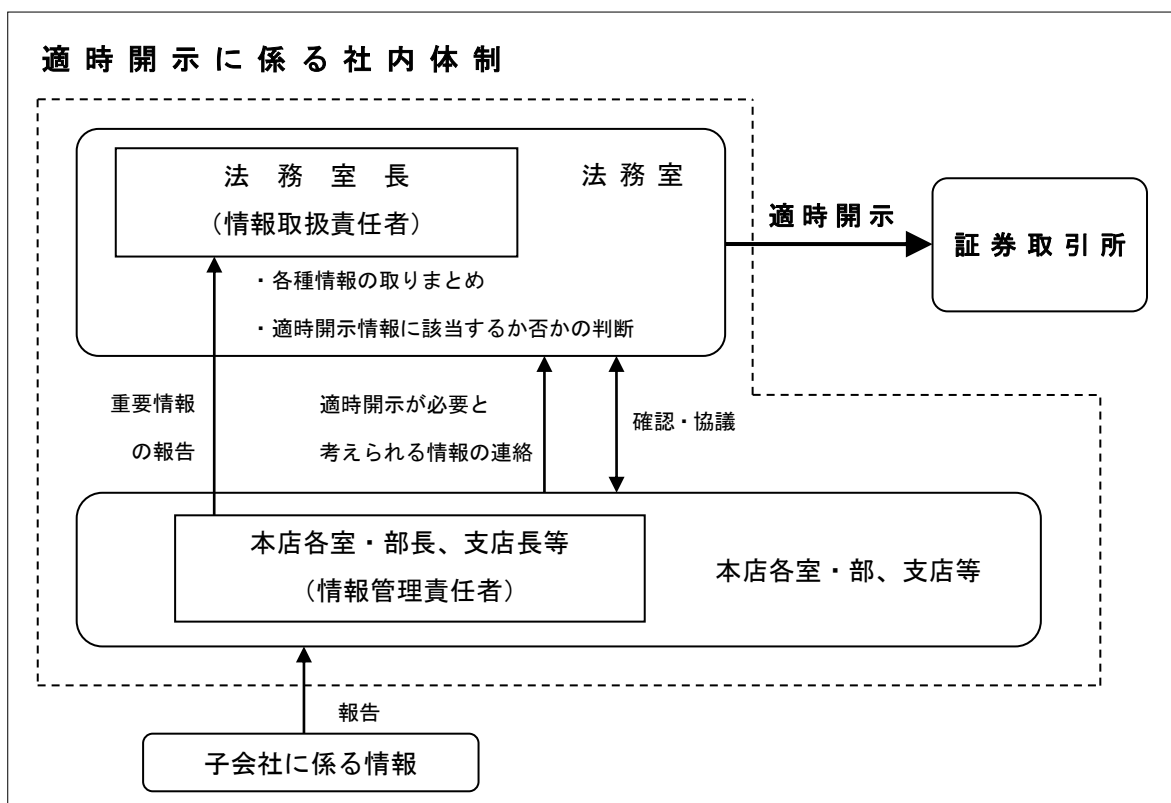 適時開示に係る社内体制
法務室長
(情報取扱責任者)
法務室
・各種情報の取りまとめ
・適時開示情報に該当するか否かの判断
適時開示
証券取引所
重要情報
の報告
適時開示が必要と
考えられる情報の連絡
確認・協議
本店各室・部長、支店長等
(情報管理責任者)
本店各室・部、支店等
報告
子会社に係る情報